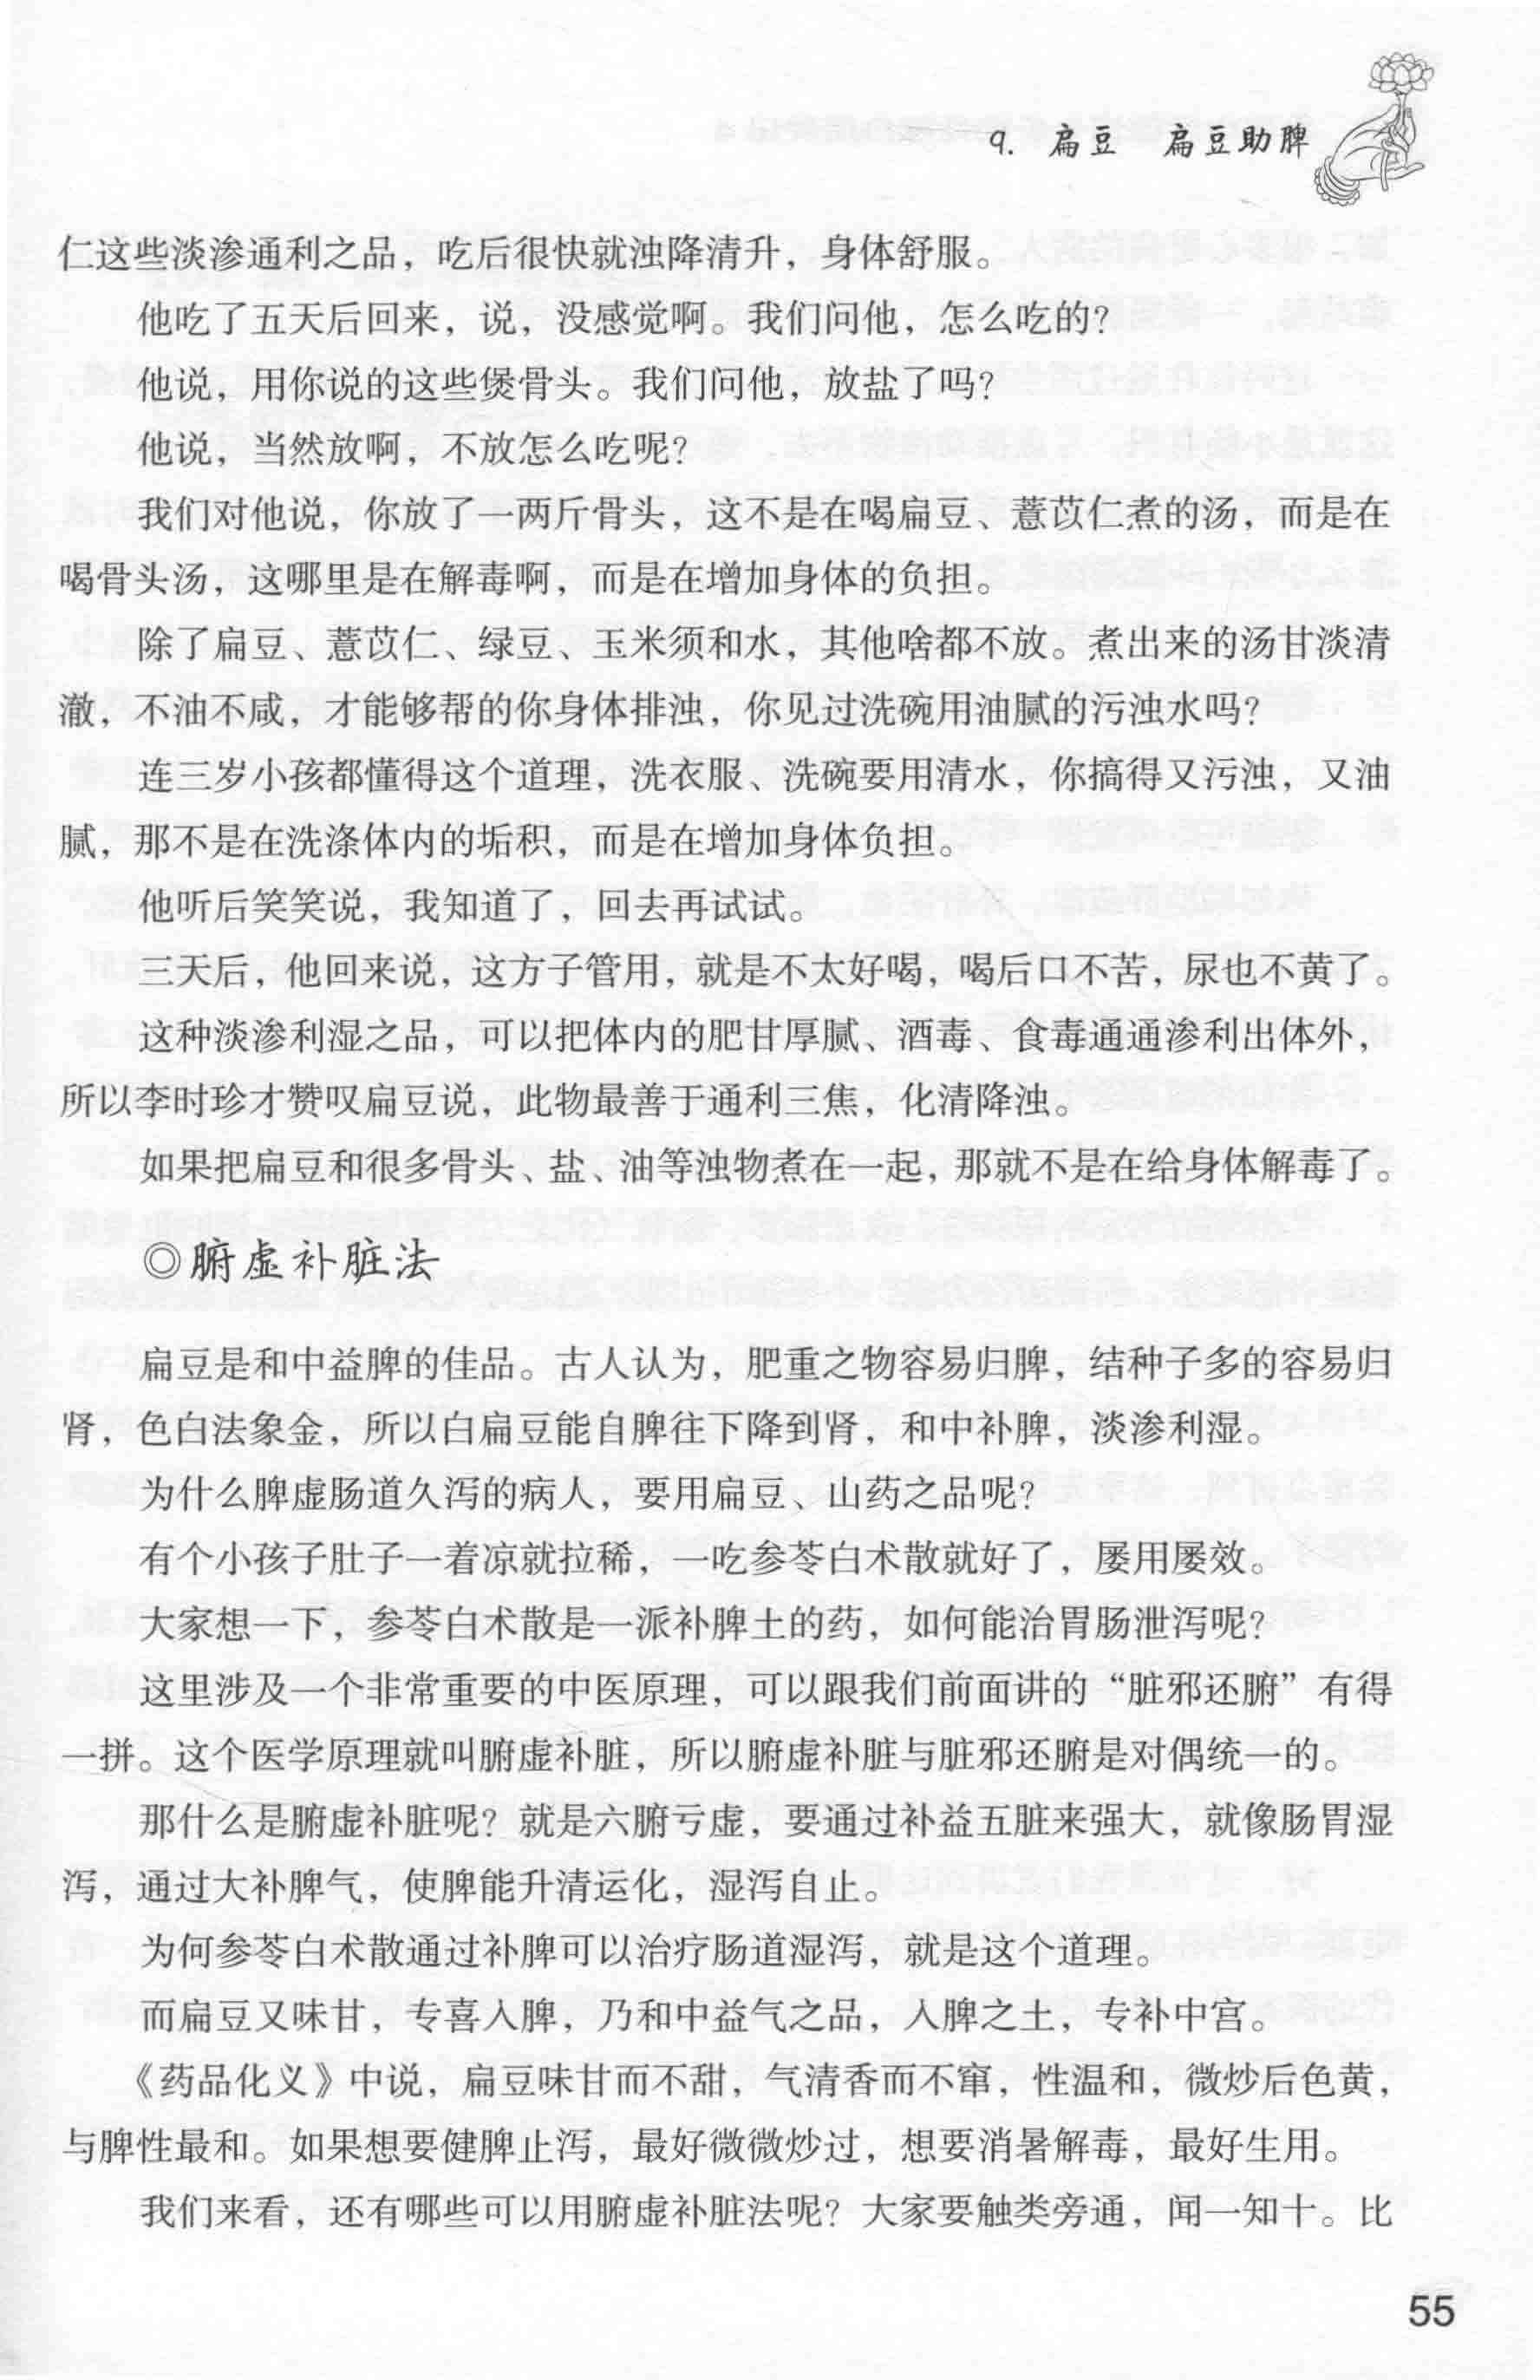 9. 扁豆 扁豆助脾
仁这些淡渗通利之品，吃后很快就浊降清升，身体舒服。
他吃了五天后回来，说，没感觉啊。我们问他，怎么吃的？
他说，用你说的这些煲骨头。我们问他，放盐了吗？
他说，当然放啊，不放怎么吃呢？
我们对他说，你放了一两斤骨头，这不是在喝扁豆、薏苡仁煮的汤，而是在
喝骨头汤，这哪里是在解毒啊，而是在增加身体的负担。
除了扁豆、薏苡仁、绿豆、玉米须和水，其他啥都不放。煮出来的汤甘淡清
澈，不油不咸，才能够帮的你身体排浊，你见过洗碗用油腻的污浊水吗？
连三岁小孩都懂得这个道理，洗衣服、洗碗要用清水，你搞得又污浊，又油
腻，那不是在洗涤体内的垢积，而是在增加身体负担。
他听后笑笑说，我知道了，回去再试试。
三天后，他回来说，这方子管用，就是不太好喝，喝后口不苦，尿也不黄了。
这种淡渗利湿之品，可以把体内的肥甘厚腻、酒毒、食毒通通渗利出体外，
所以李时珍才赞叹扁豆说，此物最善于通利三焦，化清降浊。
如果把扁豆和很多骨头、盐、油等浊物煮在一起，那就不是在给身体解毒了。
◎腑虚补脏法
扁豆是和中益脾的佳品。古人认为，肥重之物容易归脾，结种子多的容易归
肾，色白法象金，所以白扁豆能自脾往下降到肾，和中补脾，淡渗利湿。
为什么脾虚肠道久泻的病人，要用扁豆、山药之品呢？
有个小孩子肚子一着凉就拉稀，一吃参苓白术散就好了，屡用屡效。
大家想一下，参苓白术散是一派补脾土的药，如何能治胃肠泄泻呢？
这里涉及一个非常重要的中医原理，可以跟我们前面讲的“脏邪还腑”有得
一拼。这个医学原理就叫腑虚补脏，所以腑虚补脏与脏邪还腑是对偶统一的。
那什么是腑虚补脏呢？就是六腑亏虚，要通过补益五脏来强大，就像肠胃湿
泻，通过大补脾气，使脾能升清运化，湿泻自止。
为何参苓白术散通过补脾可以治疗肠道湿泻，就是这个道理。
而扁豆又味甘，专喜入脾，乃和中益气之品，入脾之土，专补中宫。
《药品化义》中说，扁豆味甘而不甜，气清香而不窜，性温和，微炒后色黄，
与脾性最和。如果想要健脾止泻，最好微微炒过，想要消暑解毒，最好生用。
我们来看，还有哪些可以用腑虚补脏法呢？大家要触类旁通，闻一知十。比
55